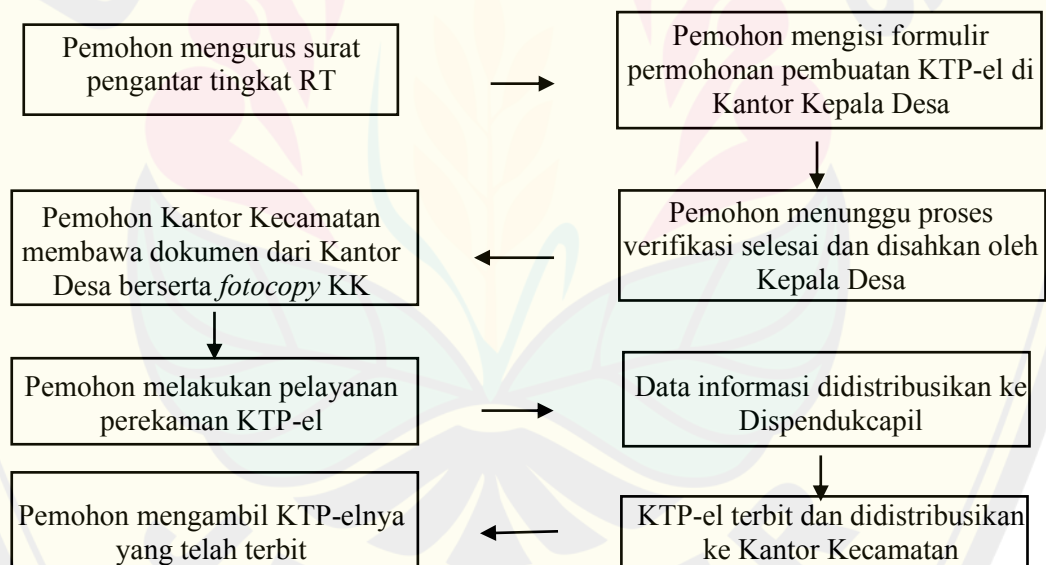 Pemohon mengurus surat
pengantar tingkat RT
Pemohon mengisi formulir
permohonan pembuatan KTP-el di
Kantor Kepala Desa
Pemohon menunggu proses
verifikasi selesai dan disahkan oleh
Kepala Desa
Pemohon Kantor Kecamatan
membawa dokumen dari Kantor
Desa berserta fotocopy KK
Pemohon melakukan pelayanan
perekaman KTP-el
Data informasi didistribusikan ke
Dispendukcapil
KTP-el terbit dan didistribusikan
ke Kantor Kecamatan
Pemohon mengambil KTP-elnya
yang telah terbit